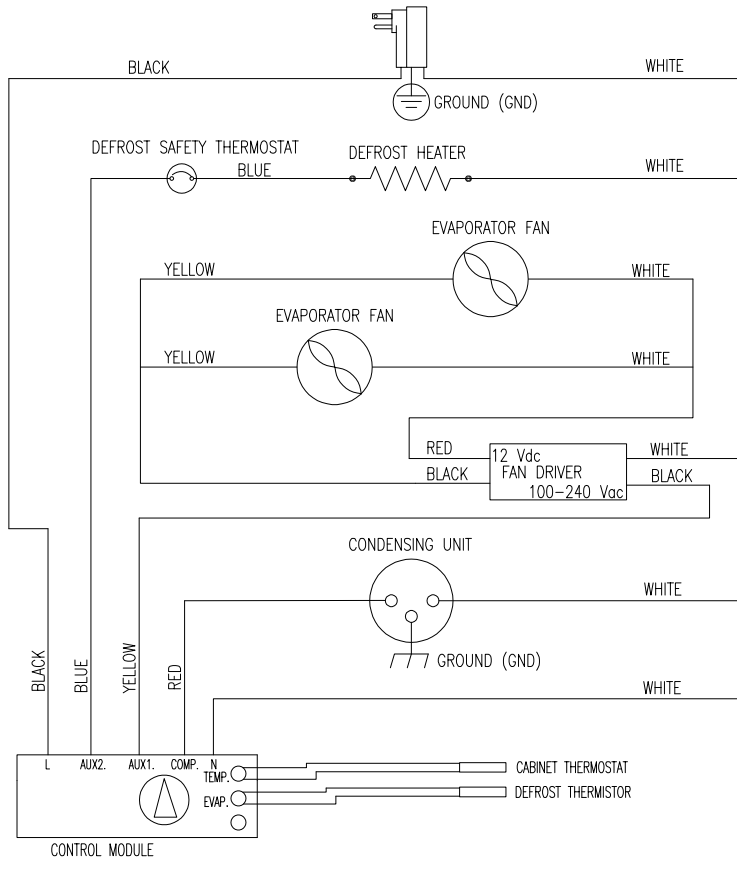 BLACK
WHITE
GROUND (GND)
DEFROST SAFETY THERMOSTAT
DEFROST HEATER
BLUE
WHITE
EVAPORATOR FAN
YELLOW
WHITE
EVAPORATOR FAN
YELLOW
WHITE
RED
12 Vdc
WHITE
BLACK
FAN DRIVER
BLACK
100-240 Vac
CONDENSING UNIT
WHITE
GROUND (GND)
BLACK
BLUE
YELLOW
RED
WHITE
L
AUX2.
AUX1.
COMP.
N
TEMP.
CABINET THERMOSTAT
EVAP.
DEFROST THERMISTOR
CONTROL MODULE